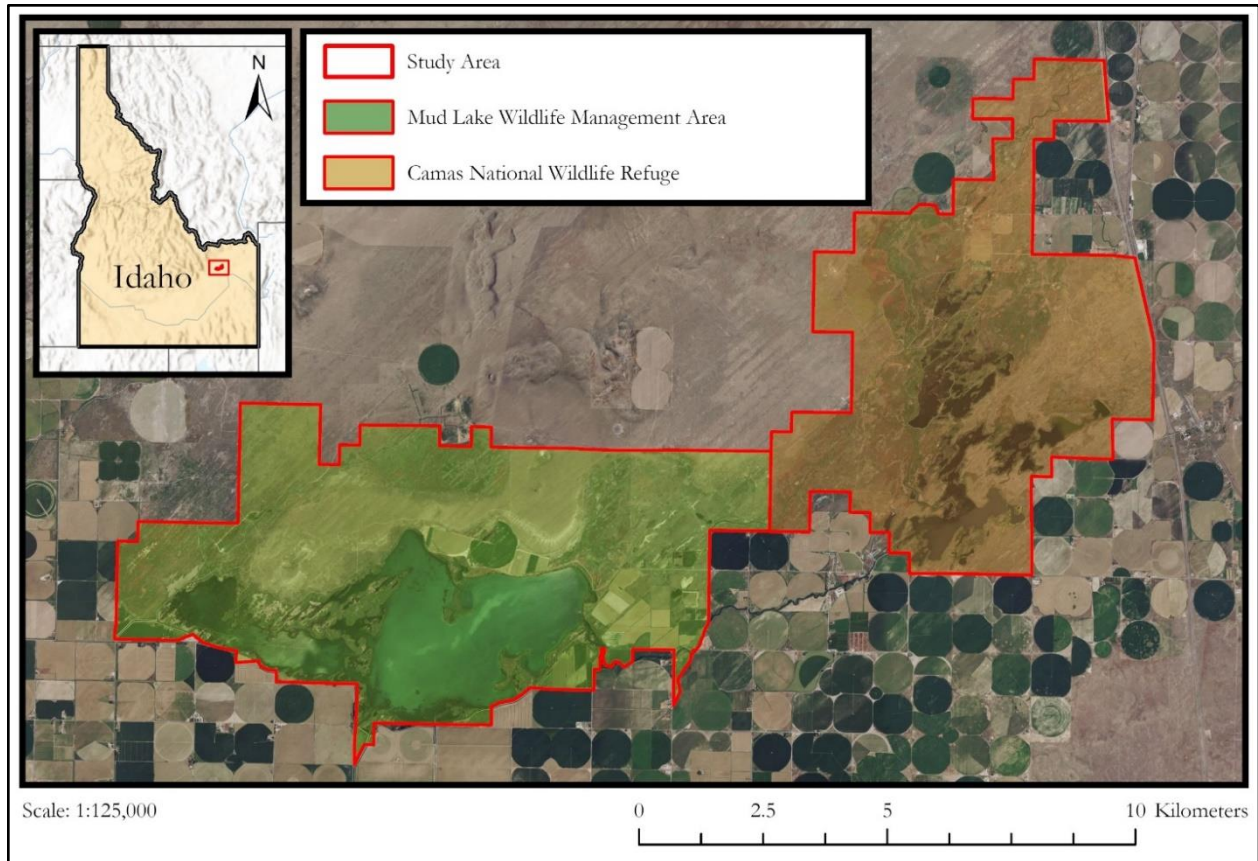 N
Idaho
Study Area
Mud Lake Wildlife Management Area
Camas National Wildlife Refuge
Scale: 1:125,000
0 2.5 5 10 Kilometers